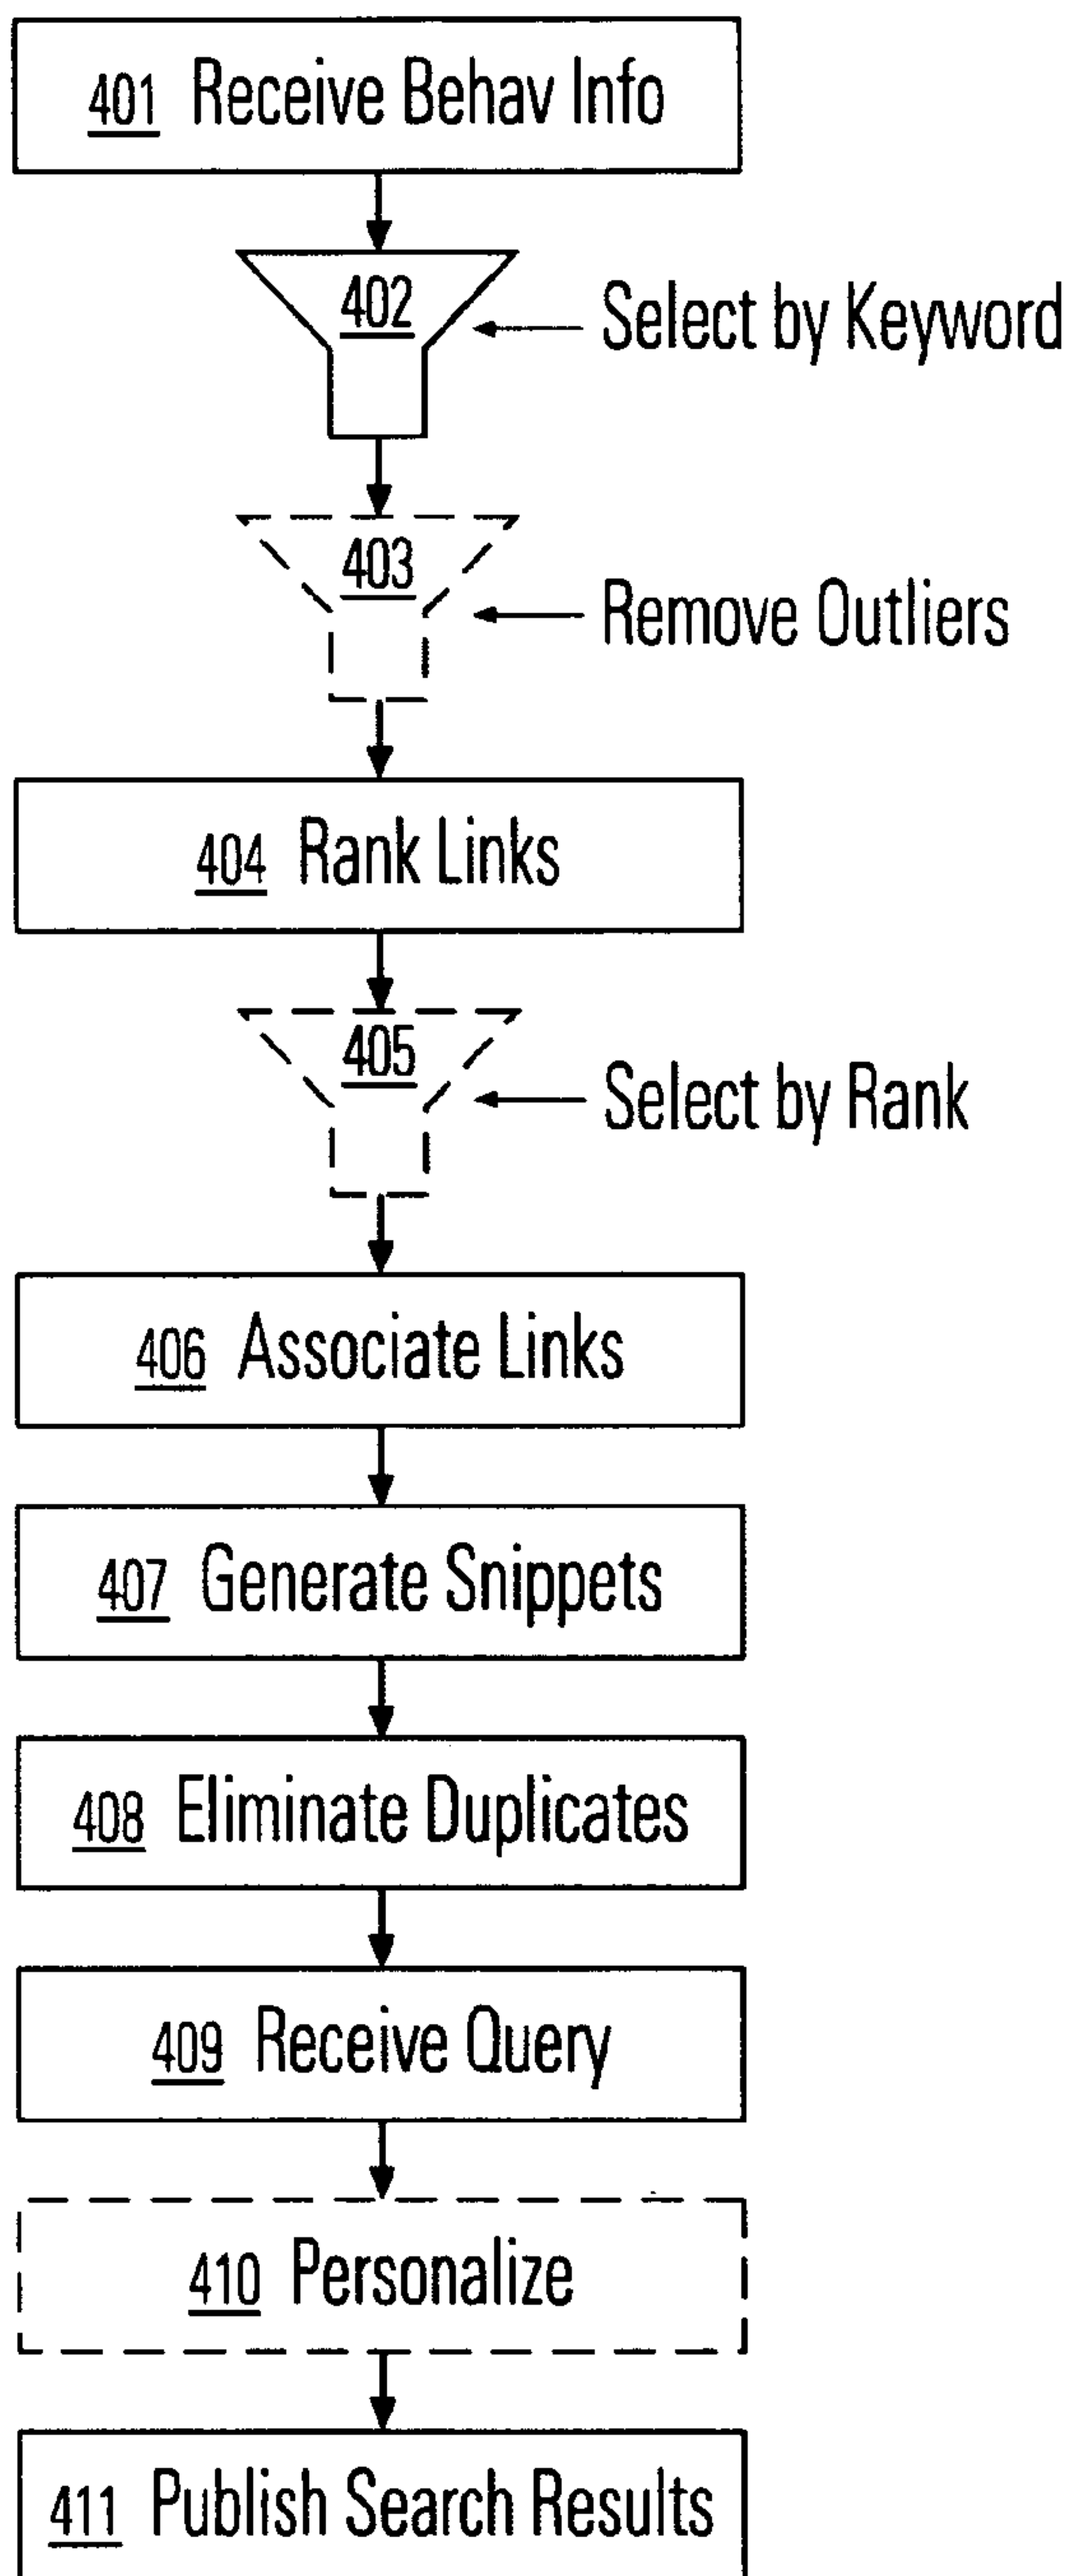 401 Receive Behav Info
402
Select by Keyword
403
Remove Outliers
404 Rank Links
405
Select by Rank
406 Associate Links
407 Generate Snippets
408 Eliminate Duplicates
409 Receive Query
410 Personalize
411 Publish Search Results